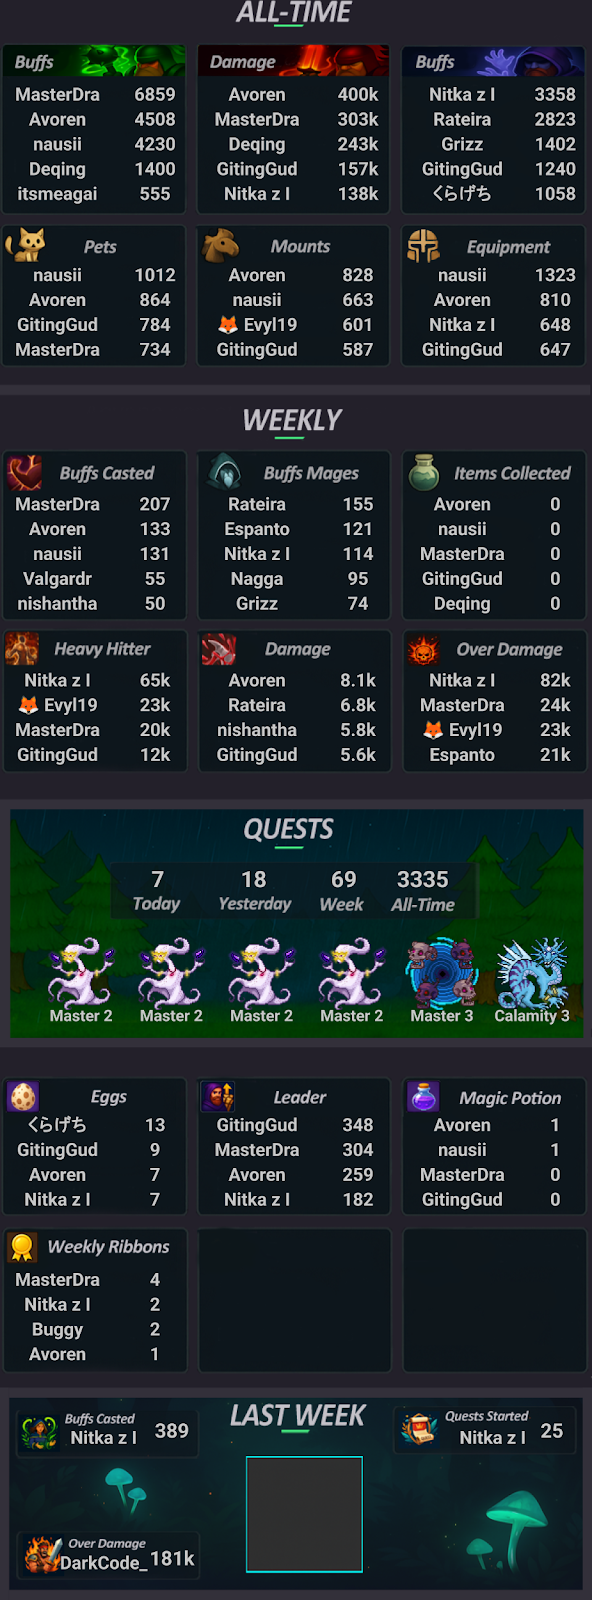 ALL-TIME
Buffs
MasterDra 6859
Avoren 4508
nausii 4230
Deqing 1400
itsmeagai 555
Damage
Avoren 400k
MasterDra 303k
Deqing 243k
GitingGud 157k
Nitka z l 138k
Buffs
Nitka z l 3358
Rateira 2823
Grizz 1402
GitingGud 1240
くらげち 1058
Pets
nausii 1012
Avoren 864
GitingGud 784
MasterDra 734
Mounts
Avoren 828
nausii 663
🦊 Evyl19 601
GitingGud 587
Equipment
nausii 1323
Avoren 810
Nitka z l 648
GitingGud 647
WEEKLY
Buffs Casted
MasterDra 207
Avoren 133
nausii 131
Valgardr 55
nishantha 50
Buffs Mages
Rateira 155
Espanto 121
Nitka z l 114
Nagga 95
Grizz 74
Items Collected
Avoren 0
nausii 0
MasterDra 0
GitingGud 0
Deqing 0
Heavy Hitter
Nitka z l 65k
🦊 Evyl19 23k
MasterDra 20k
GitingGud 12k
Damage
Avoren 8.1k
Rateira 6.8k
nishantha 5.8k
GitingGud 5.6k
Over Damage
Nitka z l 82k
MasterDra 24k
🦊 Evyl19 23k
Espanto 21k
QUESTS
7 18 69 3335
Today Yesterday Week All-Time
Master 2 Master 2 Master 2 Master 2 Master 3 Calamity 3
Eggs
くらげち 13
GitingGud 9
Avoren 7
Nitka z l 7
Leader
GitingGud 348
MasterDra 304
Avoren 259
Nitka z l 182
Magic Potion
Avoren 1
nausii 1
MasterDra 0
GitingGud 0
Weekly Ribbons
MasterDra 4
Nitka z l 2
Buggy 2
Avoren 1
LAST WEEK
Buffs Casted
Nitka z l 389
Quests Started
Nitka z l 25
Over Damage
DarkCode_ 181k